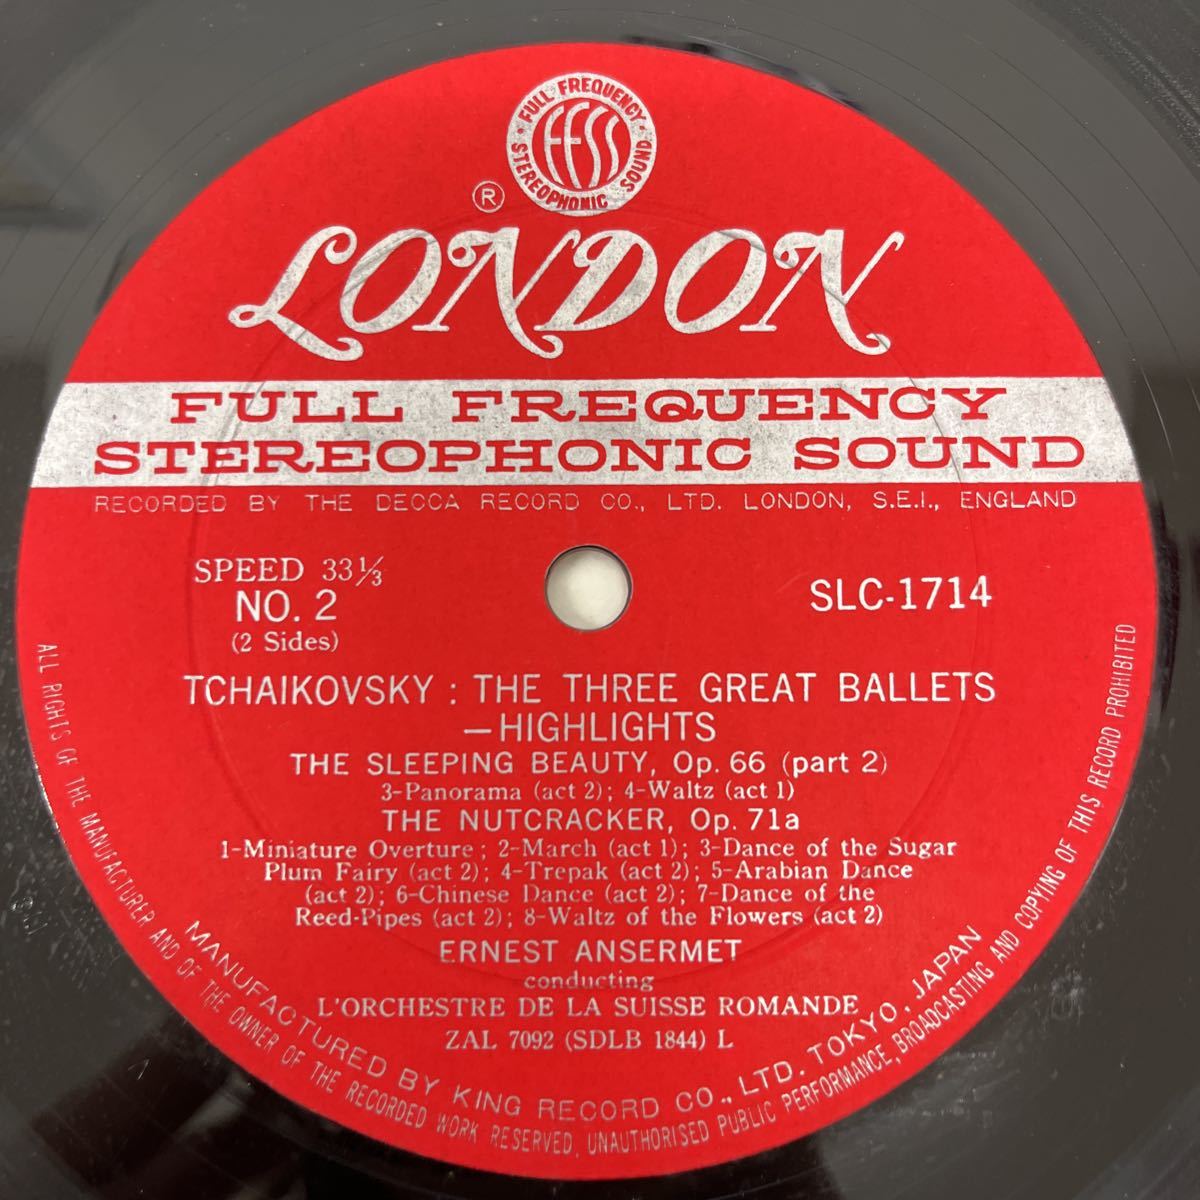 FULL FREQUENCY
STEREOPHONIC SOUND
®
LONDON
FULL FREQUENCY
STEREOPHONIC SOUND
RECORDED BY THE DECCA RECORD CO., LTD. LONDON, S.E.I., ENGLAND
SPEED 33⅓
NO. 2
(2 Sides)
SLC-1714
TCHAIKOVSKY : THE THREE GREAT BALLETS
—HIGHLIGHTS
THE SLEEPING BEAUTY, Op. 66 (part 2)
3-Panorama (act 2); 4-Waltz (act 1)
THE NUTCRACKER, Op. 71a
1-Miniature Overture; 2-March (act 1); 3-Dance of the Sugar
Plum Fairy (act 2); 4-Trepak (act 2); 5-Arabian Dance
(act 2); 6-Chinese Dance (act 2); 7-Dance of the
Reed-Pipes (act 2); 8-Waltz of the Flowers (act 2)
ERNEST ANSERMET
conducting
L'ORCHESTRE DE LA SUISSE ROMANDE
ZAL 7092 (SDLB 1844) L
MANUFACTURED BY KING RECORD CO., LTD. TOKYO, JAPAN
ALL RIGHTS OF THE MANUFACTURER AND OF THE OWNER OF THE RECORDED WORK RESERVED, UNAUTHORISED PUBLIC PERFORMANCE, BROADCASTING AND COPYING OF THIS RECORD PROHIBITED